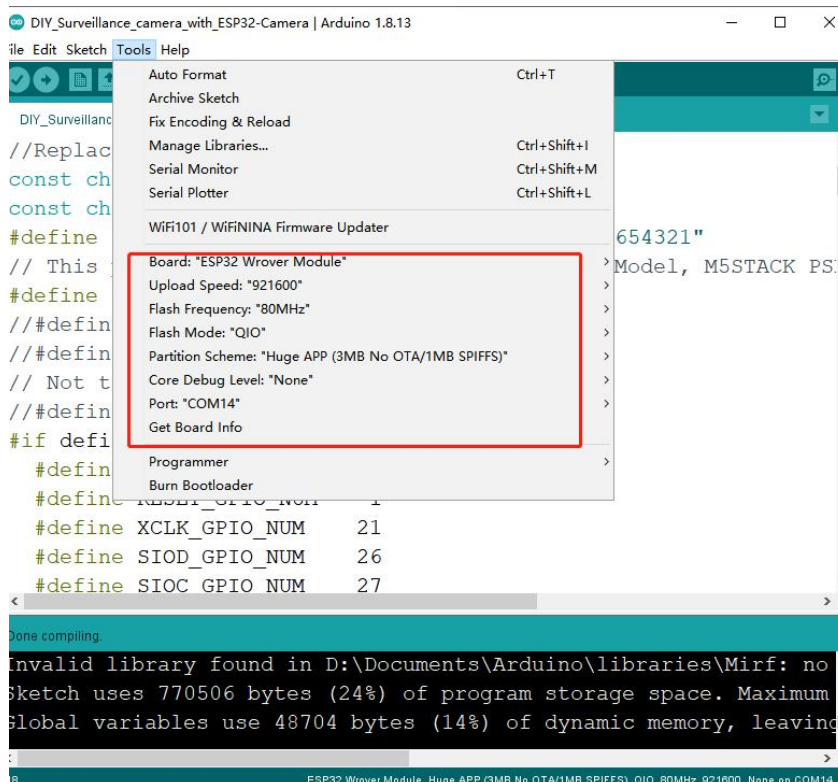 DIY_Surveillance_camera_with_ESP32-Camera | Arduino 1.8.13
ile Edit Sketch Tools Help
DIY_Surveillanc
Auto Format Ctrl+T
Archive Sketch
Fix Encoding & Reload
Manage Libraries... Ctrl+Shift+I
Serial Monitor Ctrl+Shift+M
Serial Plotter Ctrl+Shift+L
WiFi101 / WiFiNINA Firmware Updater
Board: "ESP32 Wrover Module"
Upload Speed: "921600"
Flash Frequency: "80MHz"
Flash Mode: "QIO"
Partition Scheme: "Huge APP (3MB No OTA/1MB SPIFFS)"
Core Debug Level: "None"
Port: "COM14"
Get Board Info
Programmer
Burn Bootloader
//Replac
const ch
const ch
#define 654321"
// This Model, M5STACK PS
#define
//#defin
//#defin
// Not t
//#defin
#if defi
#defin
#define
#define XCLK_GPIO_NUM 21
#define SIOD_GPIO_NUM 26
#define SIOC_GPIO_NUM 27
Done compiling.
Invalid library found in D:\Documents\Arduino\libraries\Mirf: no
Sketch uses 770506 bytes (24%) of program storage space. Maximum
Global variables use 48704 bytes (14%) of dynamic memory, leaving
ESP32 Wrover Module, Huge APP (3MB No OTA/1MB SPIFFS), QIO, 80MHz, 921600, None on COM14